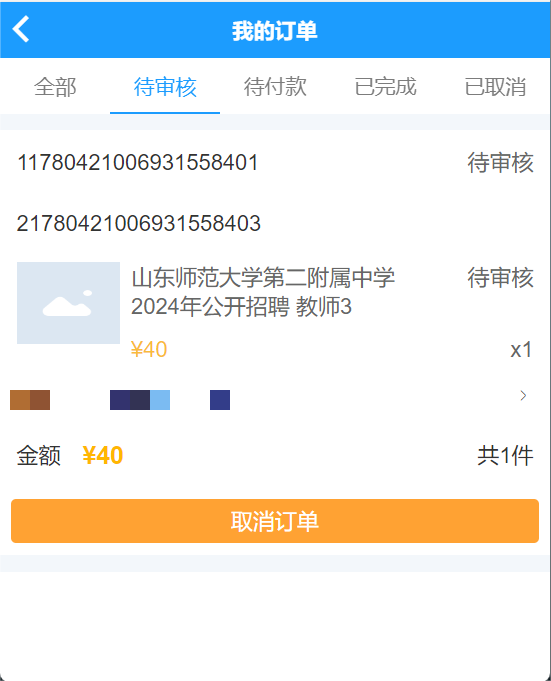 我的订单
全部 待审核 待付款 已完成 已取消
11780421006931558401 待审核
21780421006931558403
山东师范大学第二附属中学 待审核
2024年公开招聘 教师3
¥40 x1
金额 ¥40 共1件
取消订单